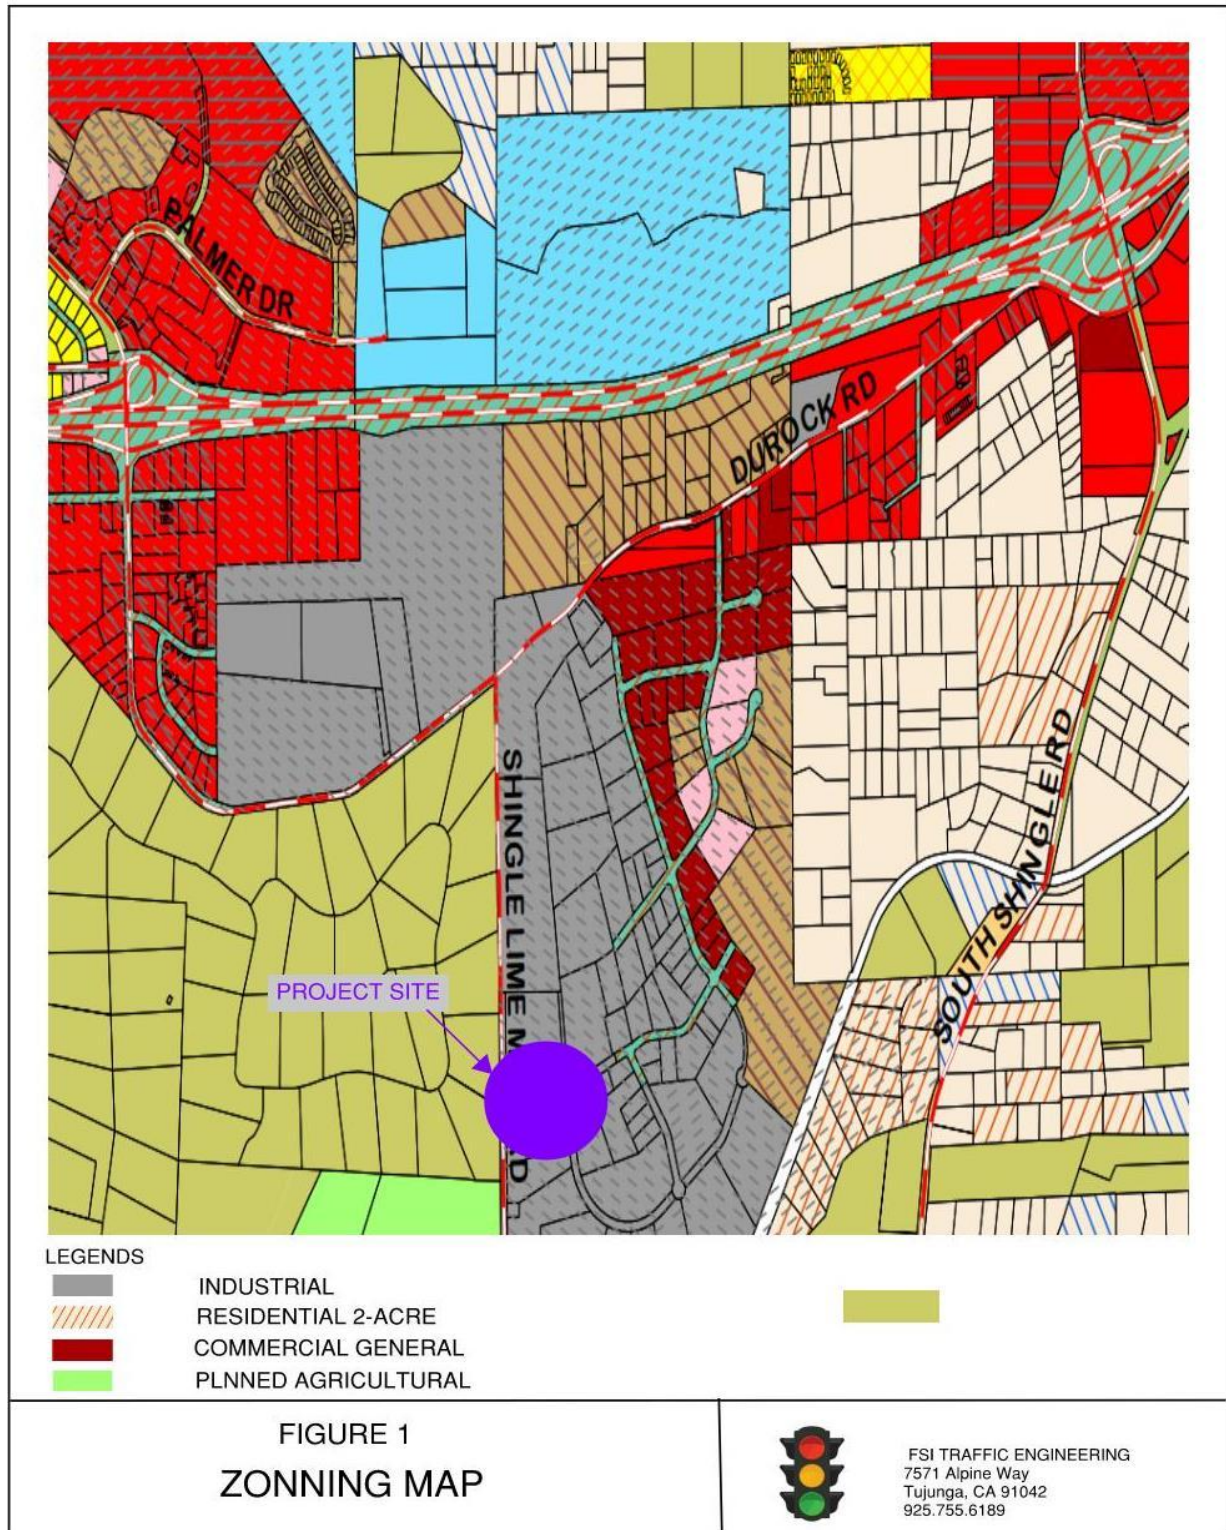 PALMER DR
DUROCK RD
SHINGLE LIME M RD
SOUTH SHINGLE RD
PROJECT SITE
LEGENDS
INDUSTRIAL
RESIDENTIAL 2-ACRE
COMMERCIAL GENERAL
PLNNED AGRICULTURAL
FIGURE 1
ZONNING MAP
FSI TRAFFIC ENGINEERING
7571 Alpine Way
Tujunga, CA 91042
925.755.6189